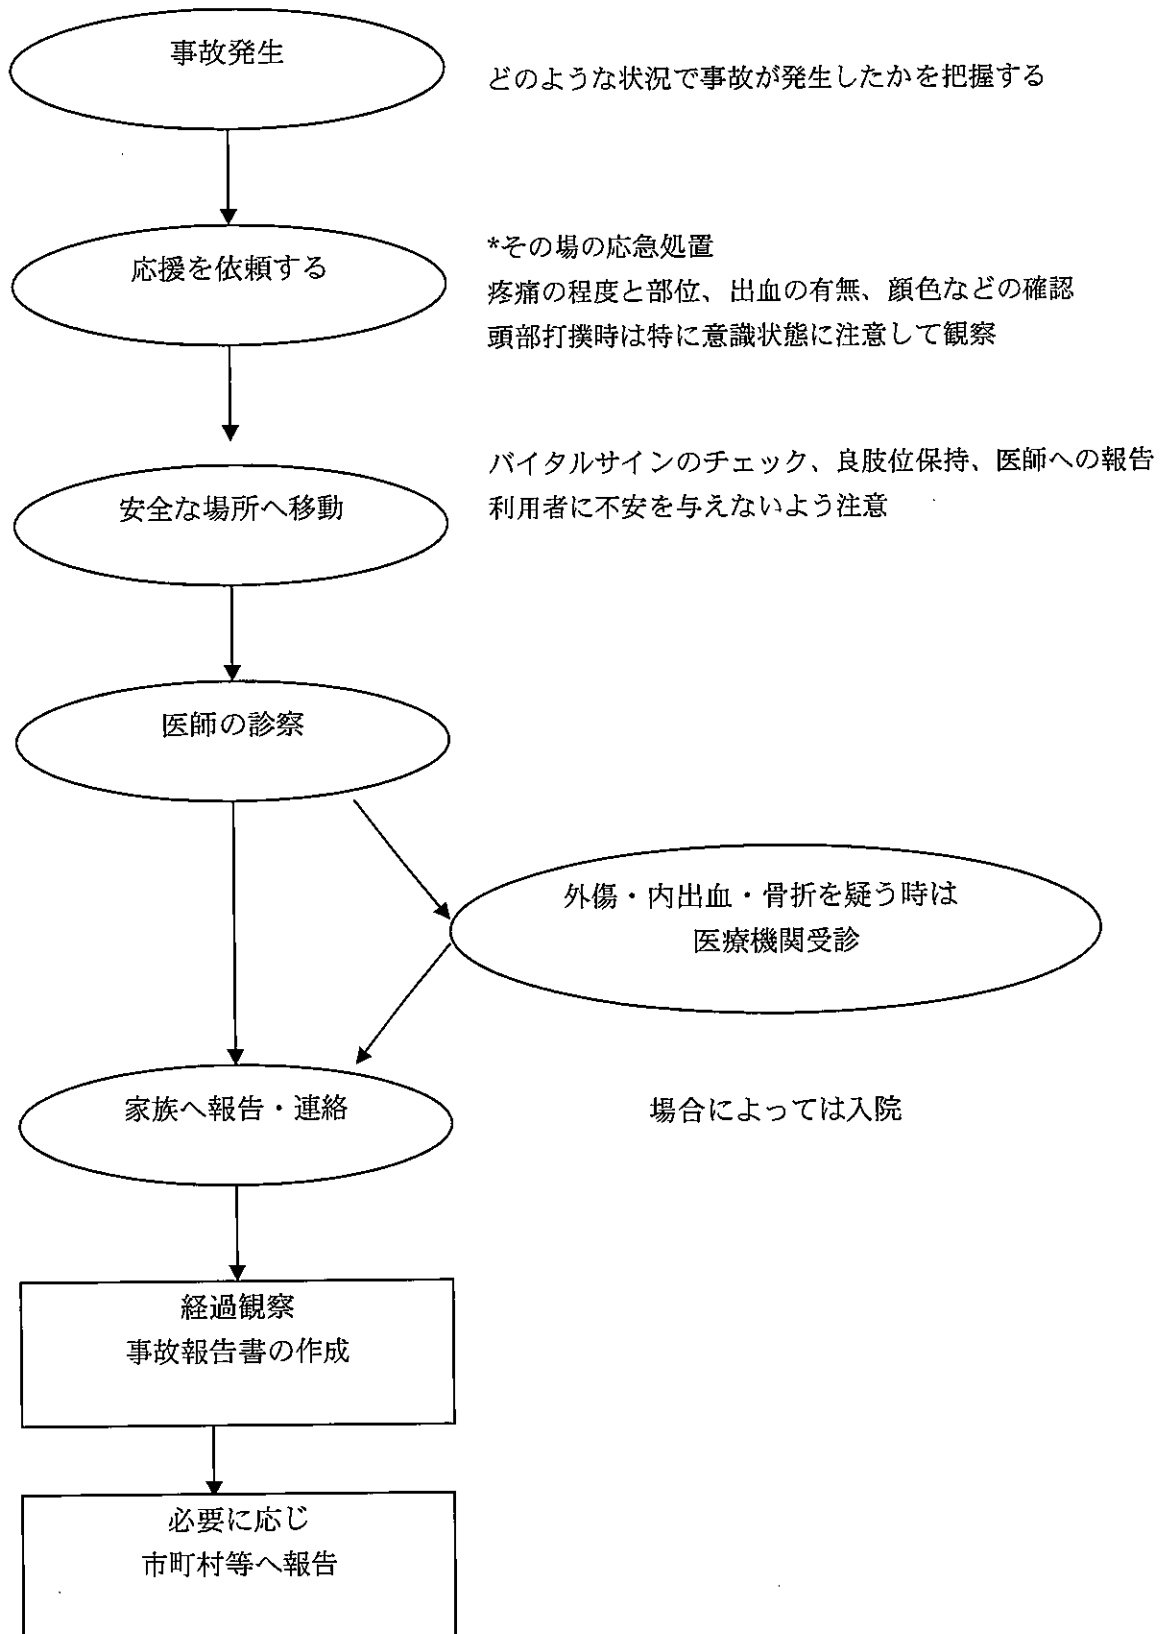 事故発生
どのような状況で事故が発生したかを把握する
応援を依頼する
*その場の応急処置
疼痛の程度と部位、出血の有無、顔色などの確認
頭部打撲時は特に意識状態に注意して観察
安全な場所へ移動
バイタルサインのチェック、良肢位保持、医師への報告
利用者に不安を与えないよう注意
医師の診察
外傷・内出血・骨折を疑う時は
医療機関受診
家族へ報告・連絡
場合によっては入院
経過観察
事故報告書の作成
必要に応じ
市町村等へ報告